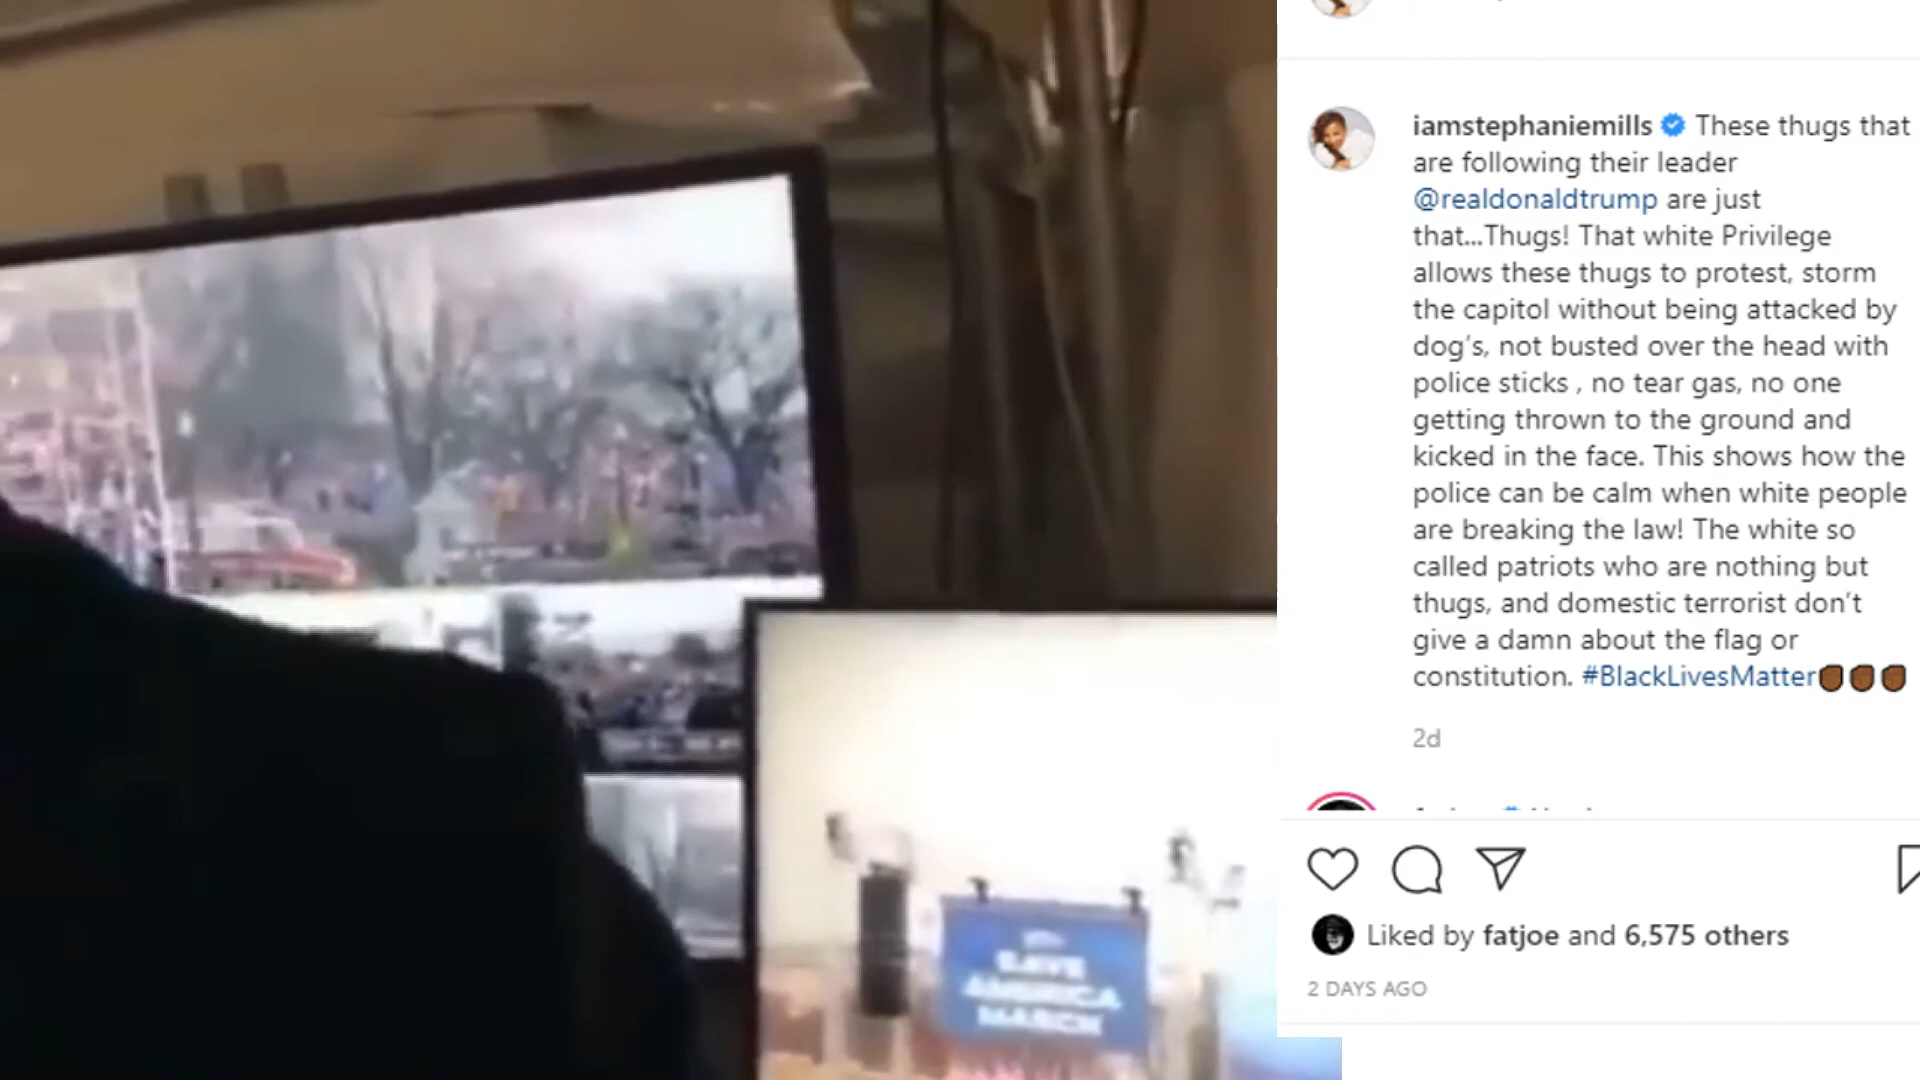 iamstephaniemills These thugs that
are following their leader
@realdonaldtrump are just
that...Thugs! That white Privilege
allows these thugs to protest, storm
the capitol without being attacked by
dog's, not busted over the head with
police sticks , no tear gas, no one
getting thrown to the ground and
kicked in the face. This shows how the
police can be calm when white people
are breaking the law! The white so
called patriots who are nothing but
thugs, and domestic terrorist don't
give a damn about the flag or
constitution. #BlackLivesMatter
2d
Liked by fatjoe and 6,575 others
2 DAYS AGO
SAVE
AMERICA
MARCH